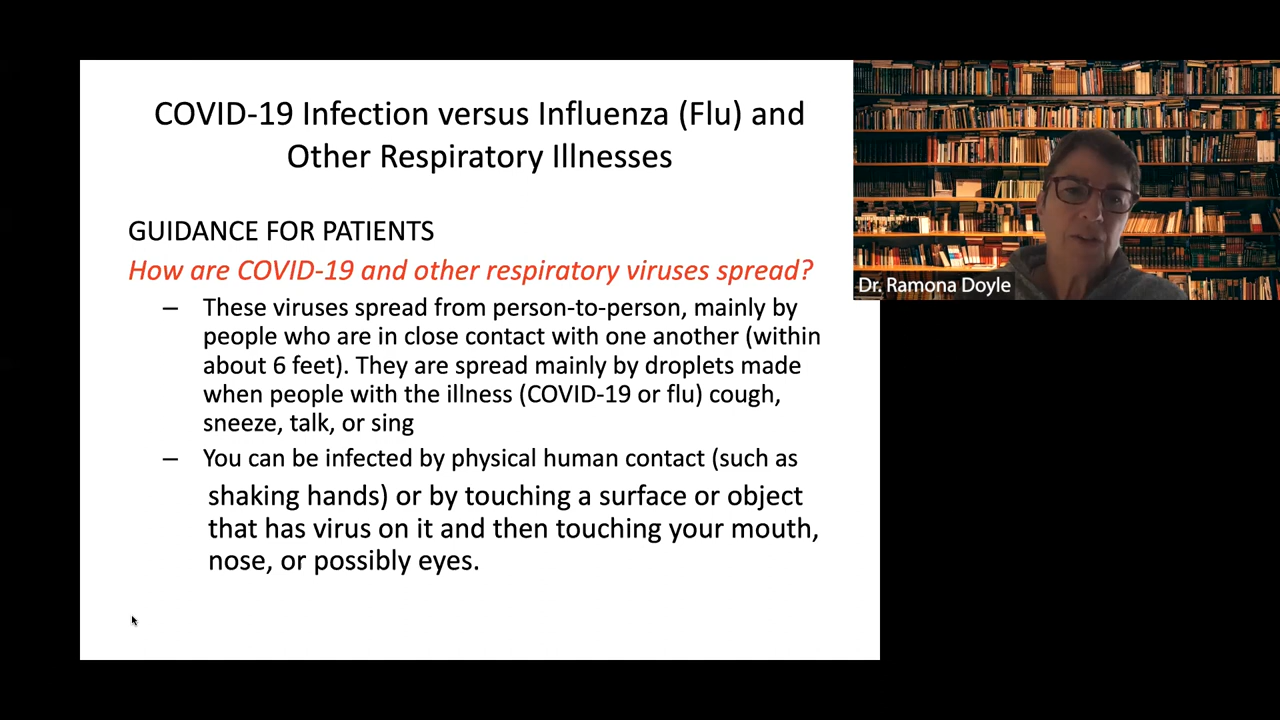 COVID-19 Infection versus Influenza (Flu) and
Other Respiratory Illnesses
GUIDANCE FOR PATIENTS
How are COVID-19 and other respiratory viruses spread?
– These viruses spread from person-to-person, mainly by
people who are in close contact with one another (within
about 6 feet). They are spread mainly by droplets made
when people with the illness (COVID-19 or flu) cough,
sneeze, talk, or sing
– You can be infected by physical human contact (such as
shaking hands) or by touching a surface or object
that has virus on it and then touching your mouth,
nose, or possibly eyes.
Dr. Ramona Doyle